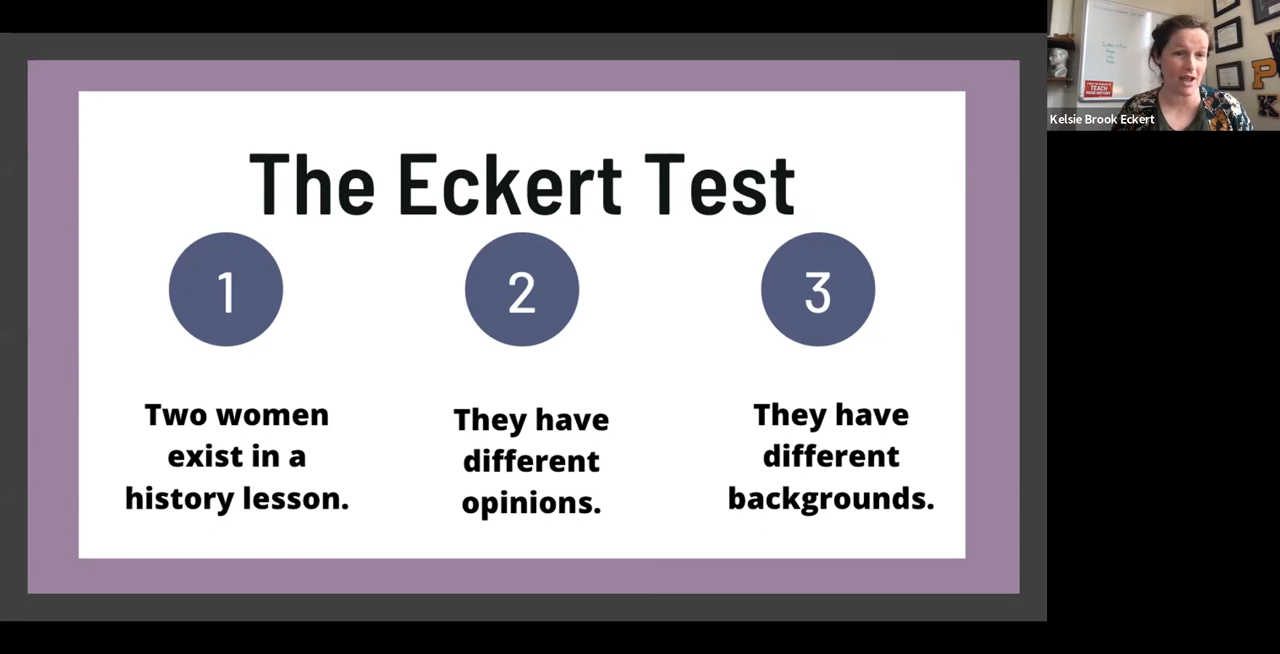 The Eckert Test
1
2
3
Two women
exist in a
history lesson.
They have
different
opinions.
They have
different
backgrounds.
Kelsie Brook Eckert
TEACH
P
K